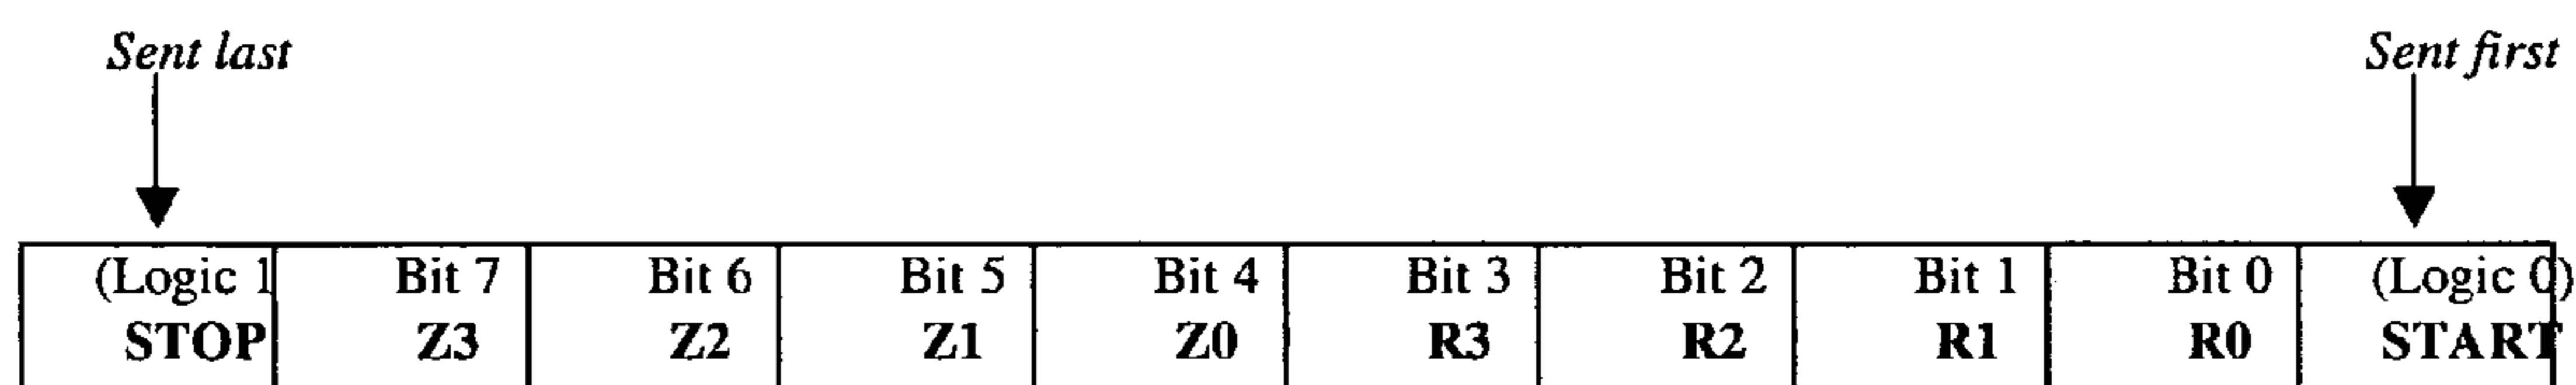 Sent last Sent first
(Logic 1 Bit 7 Bit 6 Bit 5 Bit 4 Bit 3 Bit 2 Bit 1 Bit 0 (Logic 0)
STOP Z3 Z2 Z1 Z0 R3 R2 R1 R0 START